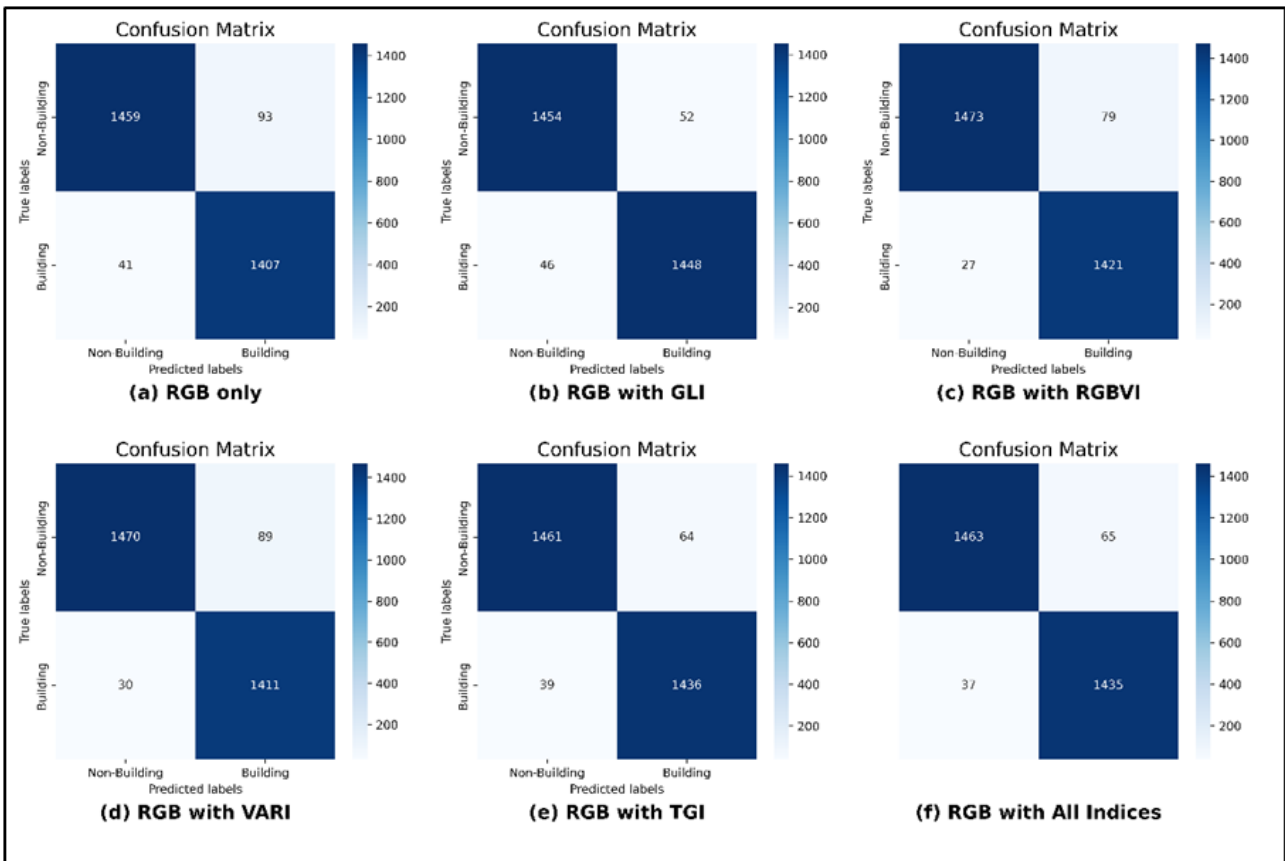 Confusion Matrix
Non-Building
Building
True labels
1459
93
41
1407
Non-Building
Building
Predicted labels
1400
1200
1000
800
600
400
200
(a) RGB only
Confusion Matrix
Non-Building
Building
True labels
1454
52
46
1448
Non-Building
Building
Predicted labels
1400
1200
1000
800
600
400
200
(b) RGB with GLI
Confusion Matrix
Non-Building
Building
True labels
1473
79
27
1421
Non-Building
Building
Predicted labels
1400
1200
1000
800
600
400
200
(c) RGB with RGBVI
Confusion Matrix
Non-Building
Building
True labels
1470
89
30
1411
Non-Building
Building
Predicted labels
1400
1200
1000
800
600
400
200
(d) RGB with VARI
Confusion Matrix
Non-Building
Building
True labels
1461
64
39
1436
Non-Building
Building
Predicted labels
1400
1200
1000
800
600
400
200
(e) RGB with TGI
Confusion Matrix
1463
65
37
1435
1400
1200
1000
800
600
400
200
(f) RGB with All Indices